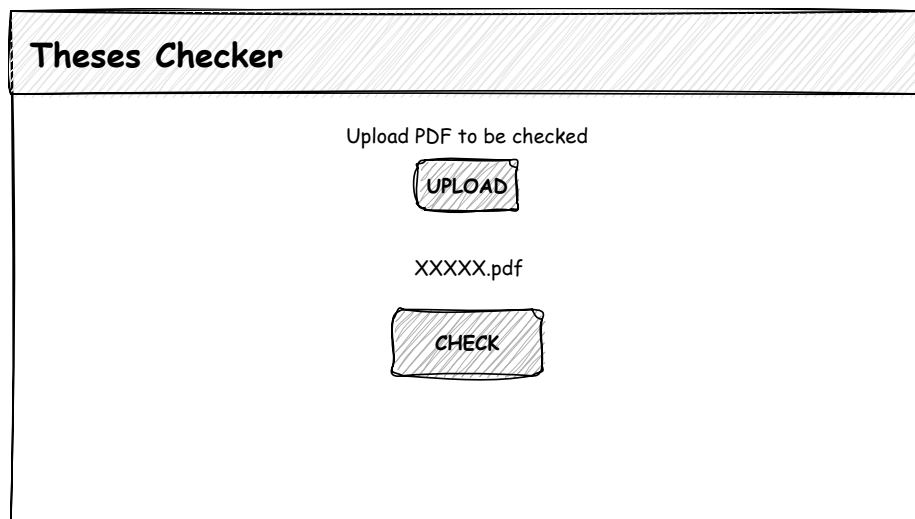 Theses Checker
Upload PDF to be checked
UPLOAD
XXXXX.pdf
CHECK